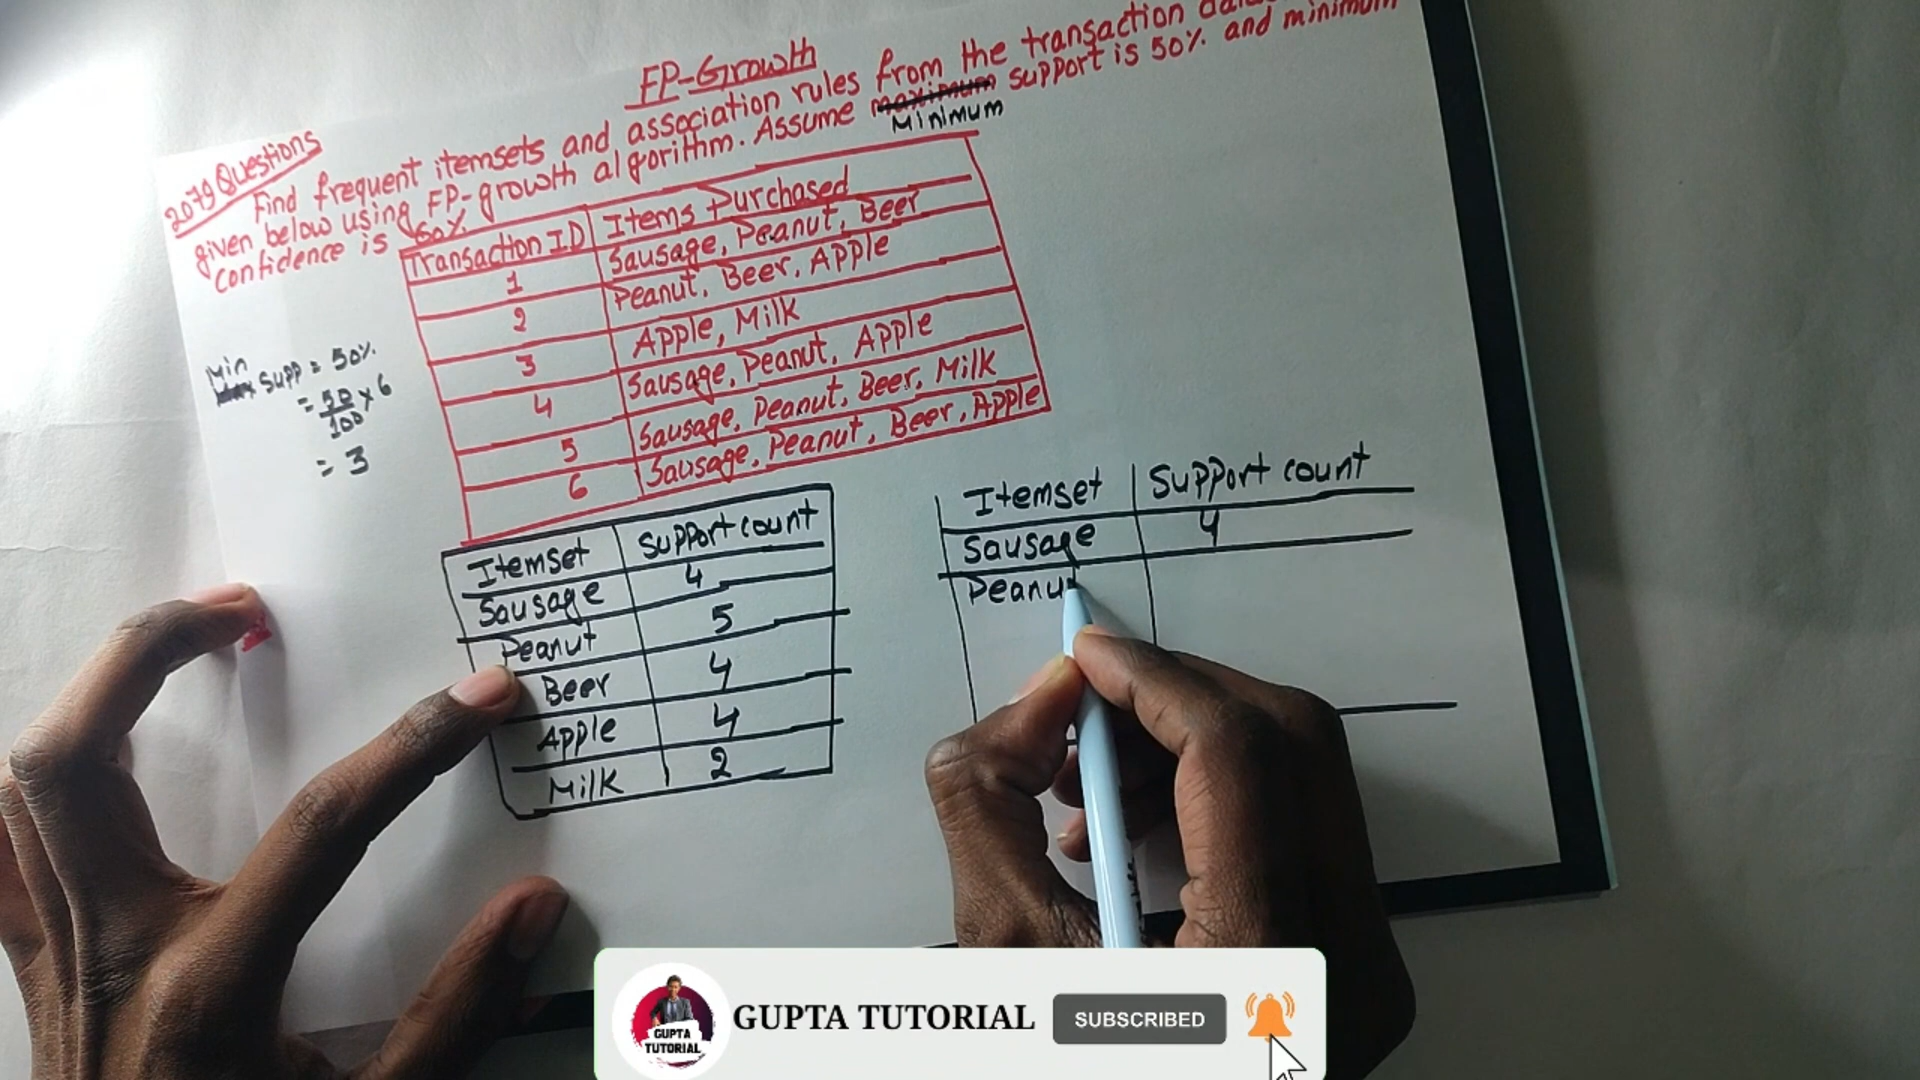 FP-Growth
2079 Questions
Find frequent itemsets and association rules from the transaction
given below using FP-growth algorithm. Assume maximum support is 50% and minimum
Minimum
confidence is 60%
Transaction ID Items Purchased
1 Sausage, Peanut, Beer
2 Peanut, Beer, Apple
3 Apple, Milk
4 Sausage, Peanut, Apple
5 Sausage, Peanut, Beer, Milk
6 Sausage, Peanut, Beer, Apple
Min
supp = 50%
= 50/100 x 6
= 3
Itemset Support count
Sausage 4
Peanut 5
Beer 4
Apple 4
Milk 2
Itemset Support count
Sausage 4
Peanu
GUPTA TUTORIAL
GUPTA TUTORIAL SUBSCRIBED